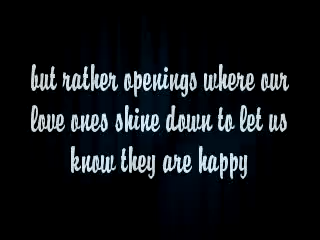 but rather openings where our
love ones shine down to let us
know they are happy